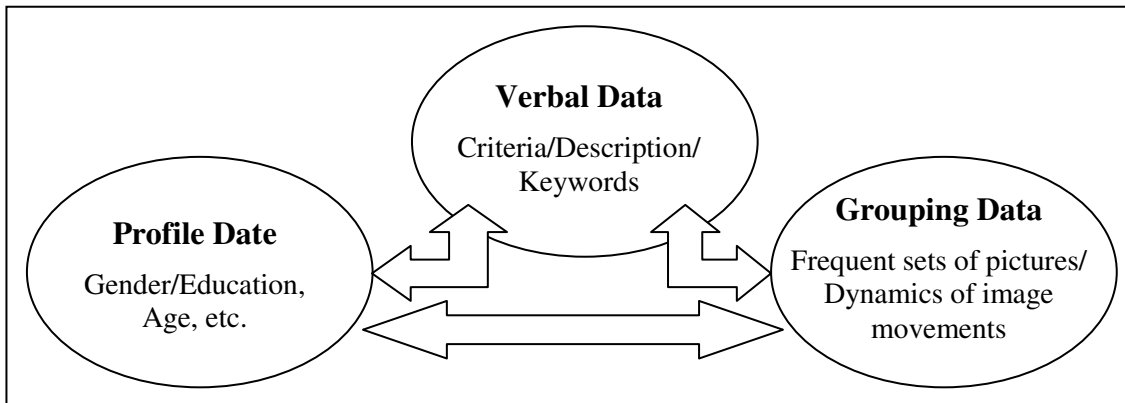 Verbal Data
Criteria/Description/
Keywords
Profile Date
Gender/Education,
Age, etc.
Grouping Data
Frequent sets of pictures/
Dynamics of image
movements